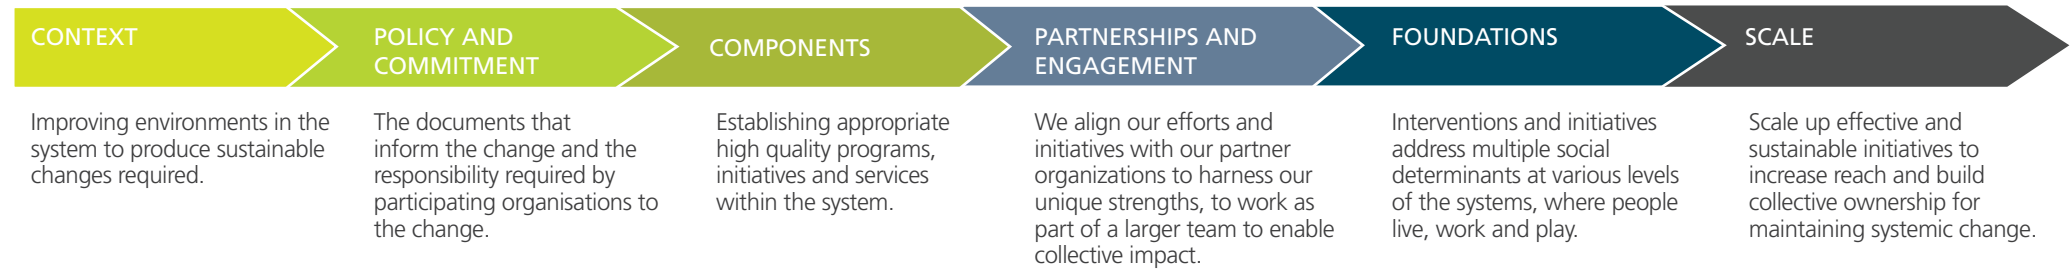 CONTEXT
Improving environments in the
system to produce sustainable
changes required.
POLICY AND
COMMITMENT
The documents that
inform the change and the
responsibility required by
participating organisations to
the change.
COMPONENTS
Establishing appropriate
high quality programs,
initiatives and services
within the system.
PARTNERSHIPS AND
ENGAGEMENT
We align our efforts and
initiatives with our partner
organizations to harness our
unique strengths, to work as
part of a larger team to enable
collective impact.
FOUNDATIONS
Interventions and initiatives
address multiple social
determinants at various levels
of the systems, where people
live, work and play.
SCALE
Scale up effective and
sustainable initiatives to
increase reach and build
collective ownership for
maintaining systemic change.